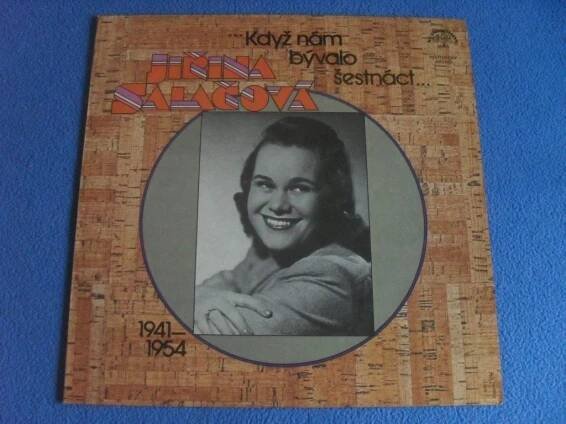 ...Když nám
bývalo
šestnáct...
JIŘINA
SALAČOVÁ
1941–
1954